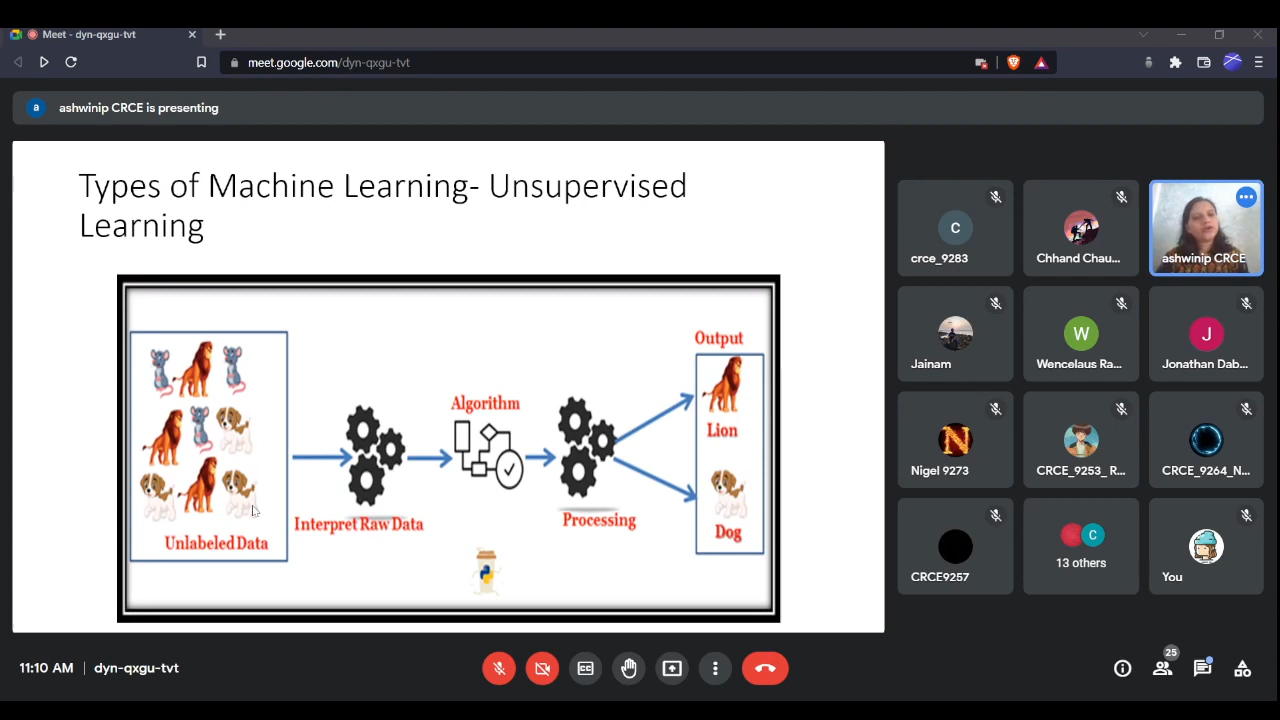 Meet - dyn-qxgu-tvt
meet.google.com/dyn-qxgu-tvt
a
ashwinip CRCE is presenting
Types of Machine Learning- Unsupervised
Learning
Unlabeled Data
Interpret Raw Data
Algorithm
Processing
Output
Lion
Dog
C
crce_9283
Chhand Chau...
ashwinip CRCE
Jainam
W
Wencelaus Ra...
J
Jonathan Dab...
N
Nigel 9273
CRCE_9253_ R...
CRCE_9264_N...
CRCE9257
C
13 others
You
11:10 AM
dyn-qxgu-tvt
25